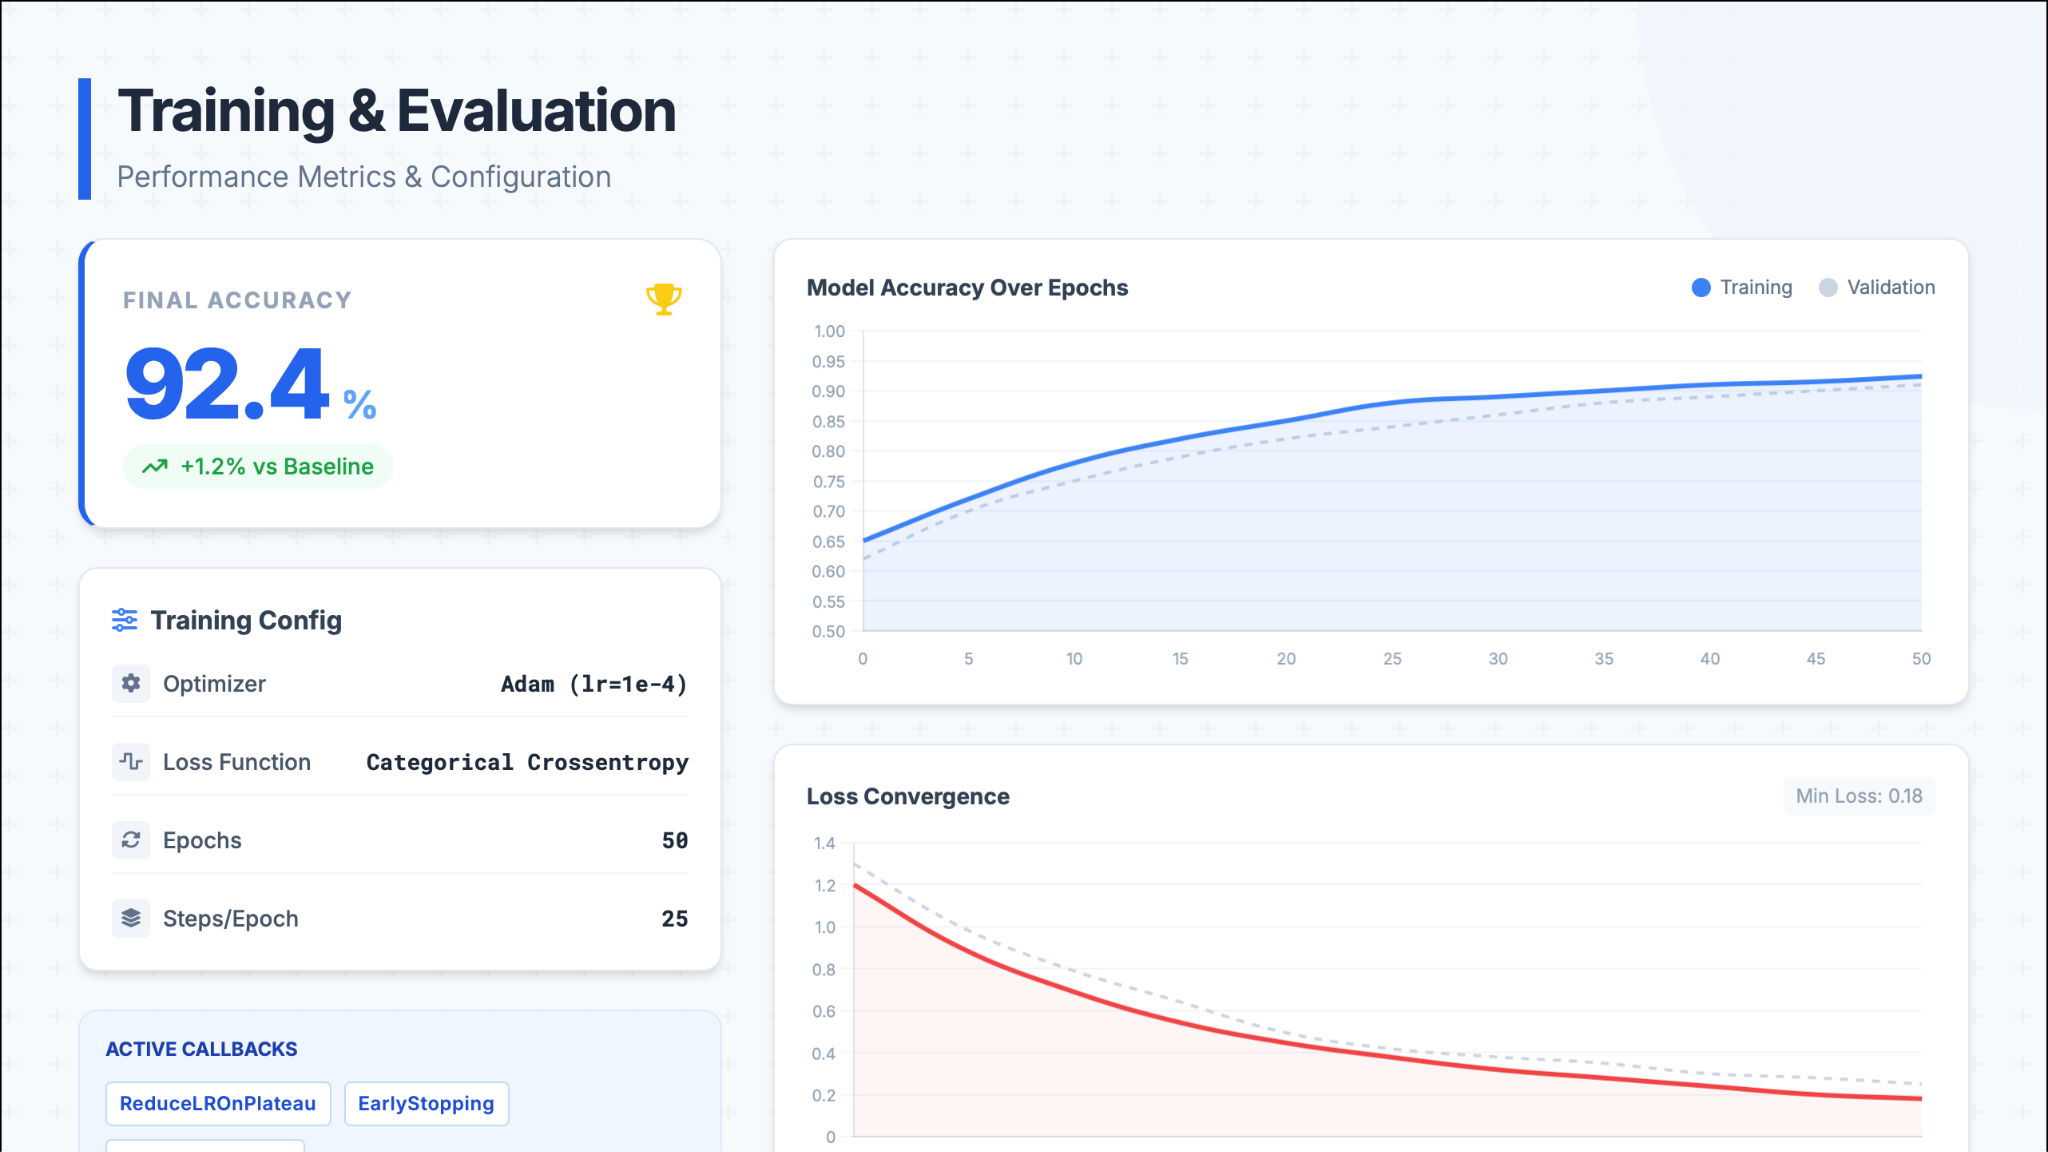 Training & Evaluation
Performance Metrics & Configuration
FINAL ACCURACY
92.4 %
+1.2% vs Baseline
Training Config
Optimizer Adam (lr=1e-4)
Loss Function Categorical Crossentropy
Epochs 50
Steps/Epoch 25
ACTIVE CALLBACKS
ReduceLROnPlateau EarlyStopping
Model Accuracy Over Epochs Training Validation
1.00
0.95
0.90
0.85
0.80
0.75
0.70
0.65
0.60
0.55
0.50
0 5 10 15 20 25 30 35 40 45 50
Loss Convergence Min Loss: 0.18
1.4
1.2
1.0
0.8
0.6
0.4
0.2
0